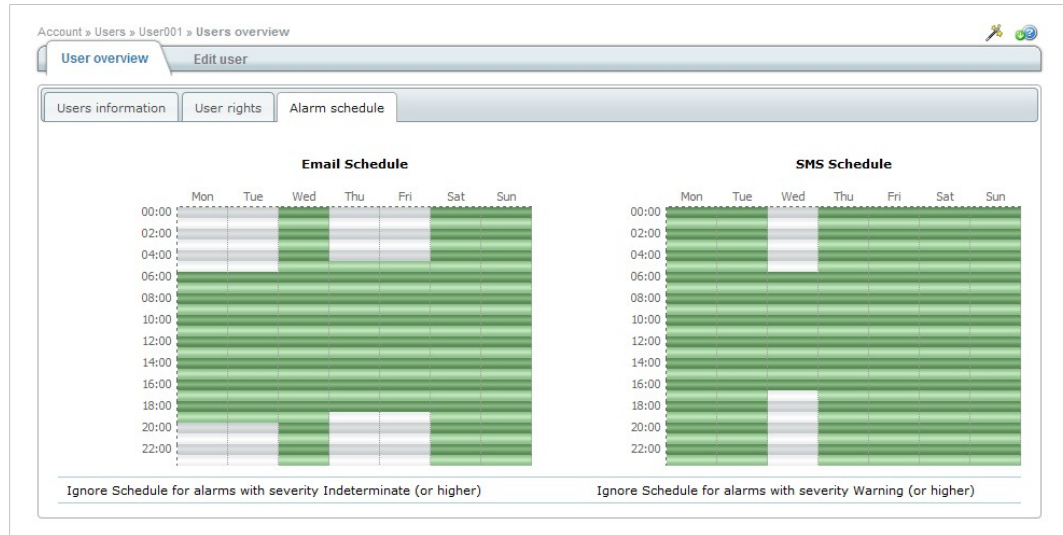 Account » Users » User001 » Users overview
User overview
Edit user
Users information
User rights
Alarm schedule
Email Schedule
Mon Tue Wed Thu Fri Sat Sun
00:00
02:00
04:00
06:00
08:00
10:00
12:00
14:00
16:00
18:00
20:00
22:00
Ignore Schedule for alarms with severity Indeterminate (or higher)
SMS Schedule
Mon Tue Wed Thu Fri Sat Sun
00:00
02:00
04:00
06:00
08:00
10:00
12:00
14:00
16:00
18:00
20:00
22:00
Ignore Schedule for alarms with severity Warning (or higher)